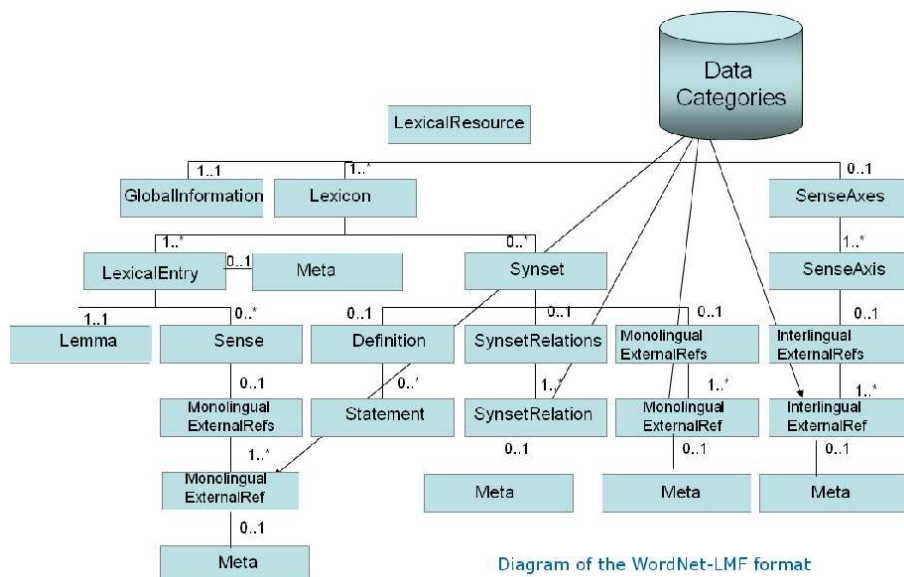 Data
Categories
LexicalResource
1..1
1..*
0..1
GlobalInformation
Lexicon
SenseAxes
1..*
0..*
1..*
LexicalEntry
0..1
Meta
Synset
SenseAxis
1..1
0..*
0..1
0..1
0..1
0..1
Lemma
Sense
Definition
SynsetRelations
Monolingual
ExternalRefs
Interlingual
ExternalRefs
0..1
0..*
1..*
1..*
1..*
Monolingual
ExternalRefs
Statement
SynsetRelation
Monolingual
ExternalRef
Interlingual
ExternalRef
1..*
0..1
0..1
0..1
Monolingual
ExternalRef
Meta
Meta
Meta
0..1
Meta
Diagram of the WordNet-LMF format